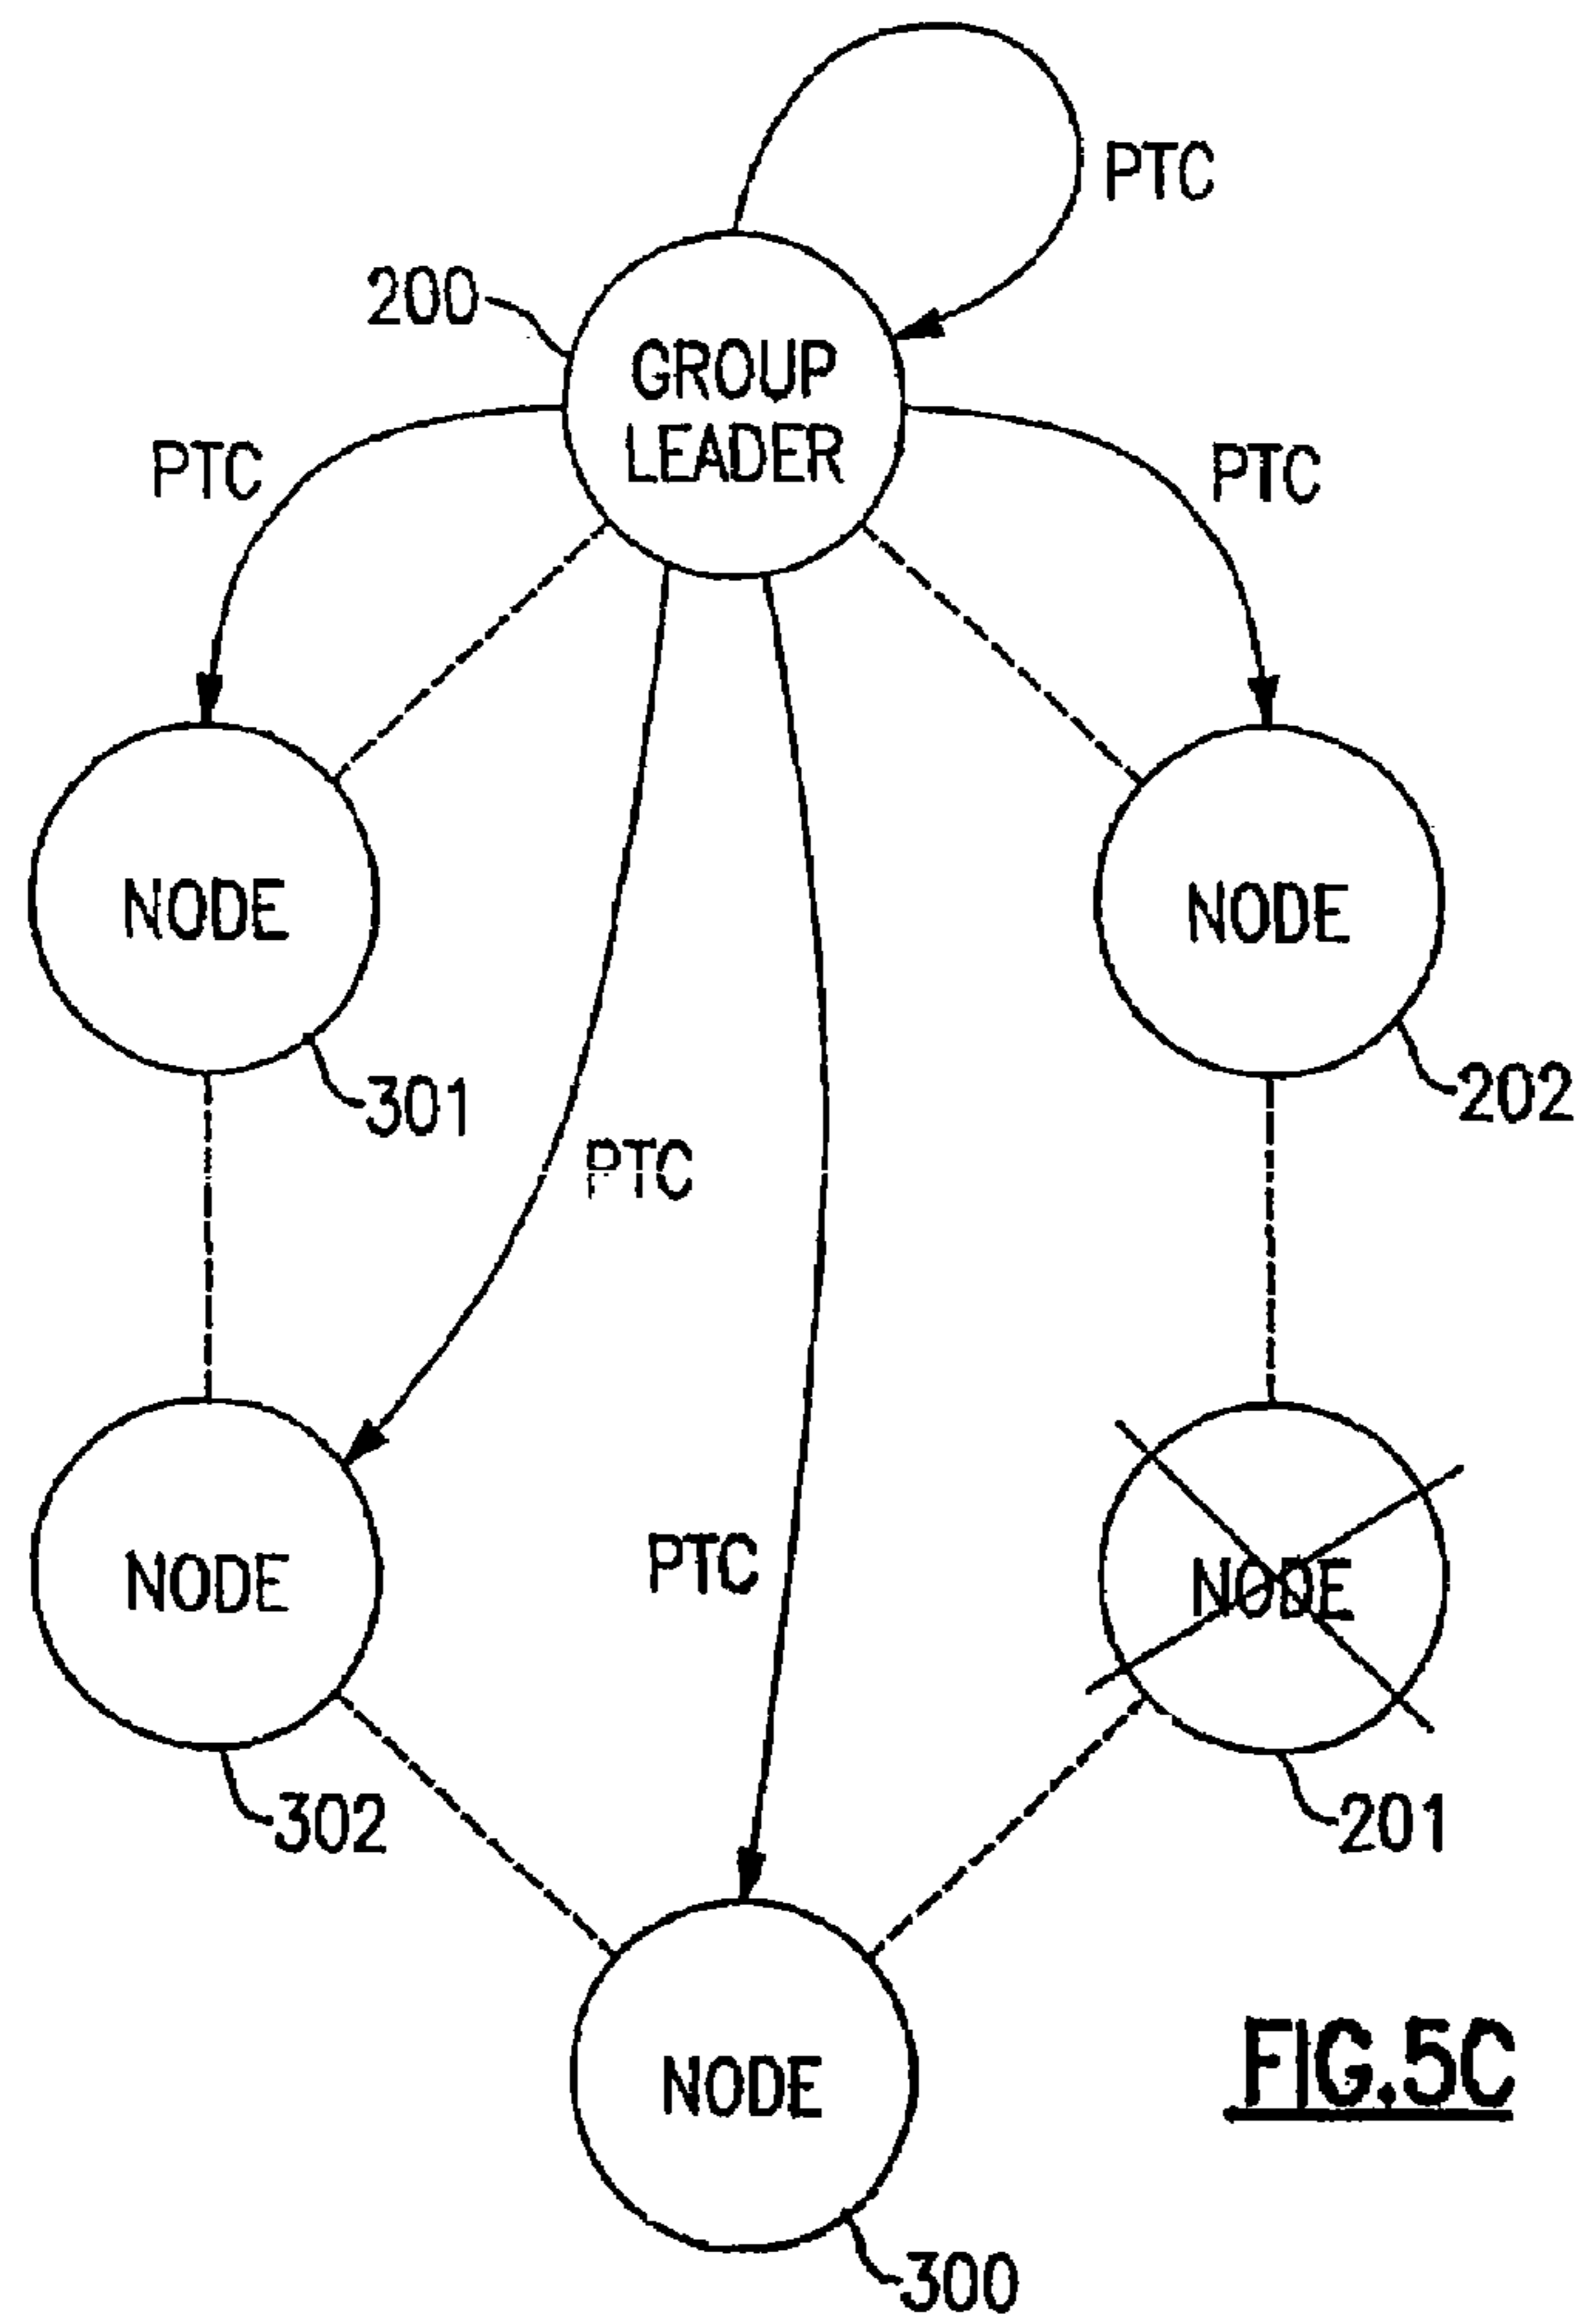 PTC
200
GROUP
LEADER
PTC
PTC
NODE
NODE
301
202
PTC
PTC
NODE
NODE
302
201
NODE
300
FIG.5C